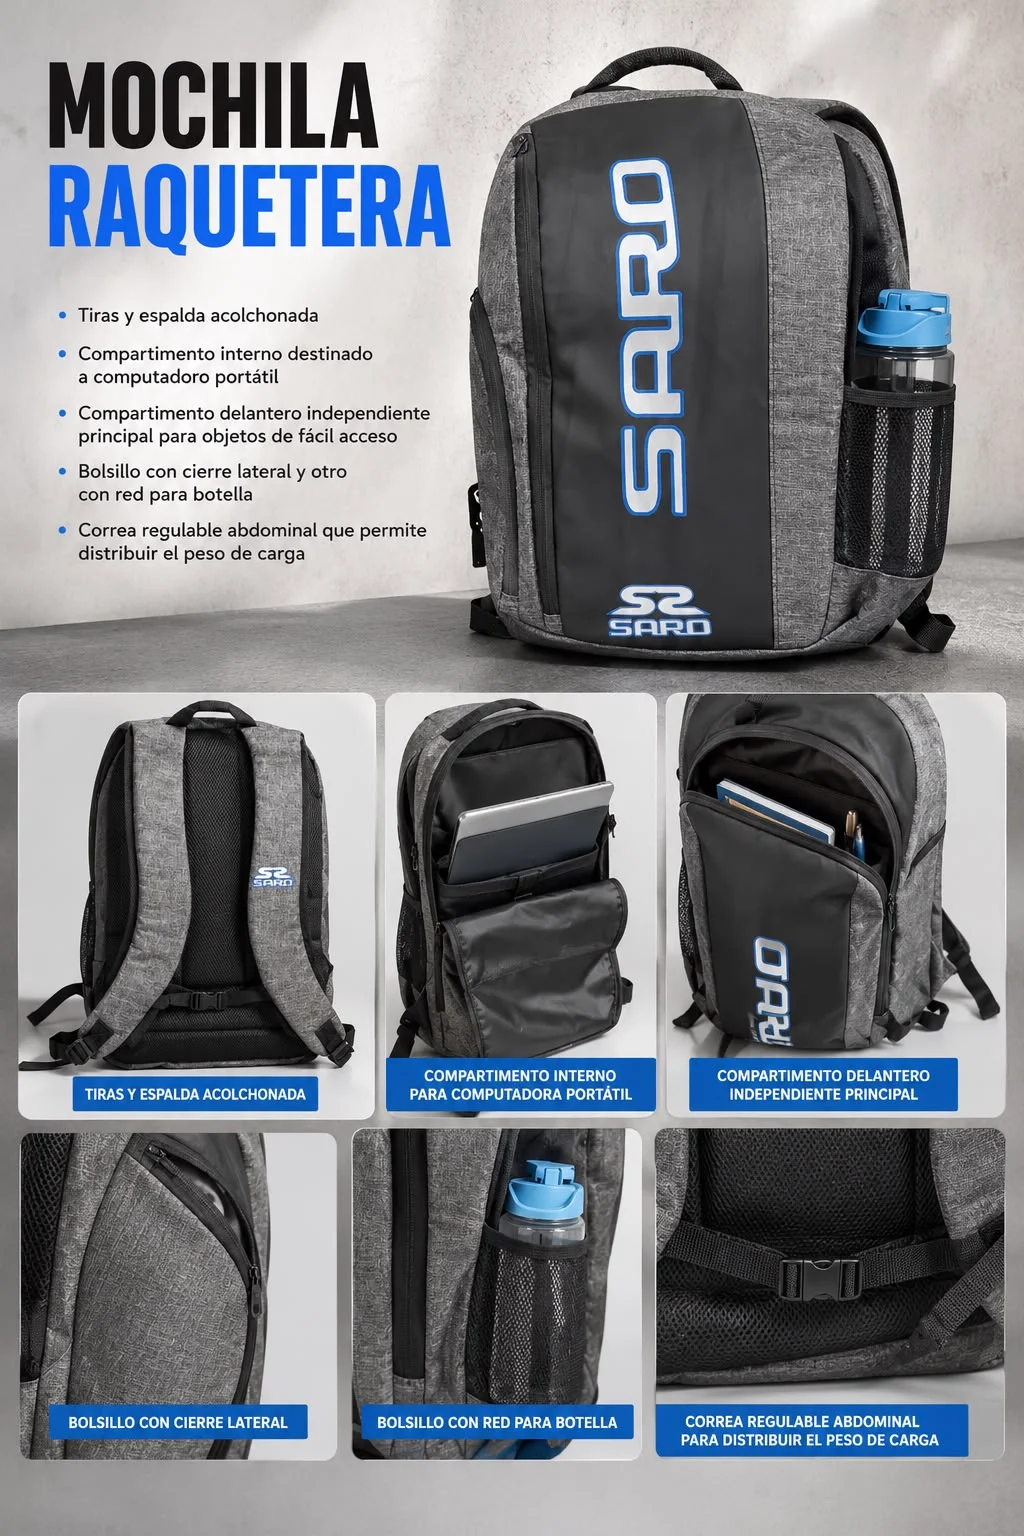 MOCHILA
RAQUETERA
Tiras y espalda acolchonada
Compartimento interno destinado
a computadoro portátil
Compartimento delantero independiente
principal para objetos de fácil acceso
Bolsillo con cierre lateral y otro
con red para botella
Correa regulable abdominal que permite
distribuir el peso de carga
SARO
SARO
SARO
SARO
TIRAS Y ESPALDA ACOLCHONADA
COMPARTIMENTO INTERNO
PARA COMPUTADORA PORTÁTIL
COMPARTIMENTO DELANTERO
INDEPENDIENTE PRINCIPAL
BOLSILLO CON CIERRE LATERAL
BOLSILLO CON RED PARA BOTELLA
CORREA REGULABLE ABDOMINAL
PARA DISTRIBUIR EL PESO DE CARGA